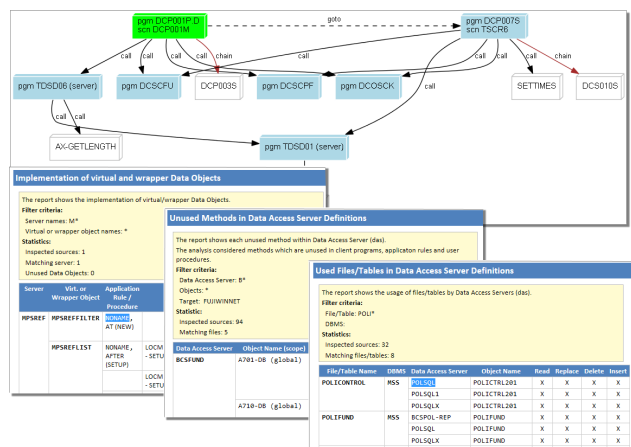 pgm DCP001P.D
scn DCP001M
goto
pgm DCP007S
scn TSCR6
call
call
call
call
chain
call
call
call
call
chain
pgm TDSD06 (server)
pgm DCSCFU
DCP003S
pgm DCSCPF
pgm DCOSCK
call
SETTIMES
DCS010S
call
call
AX-GETLENGTH
pgm TDSD01 (server)
Implementation of virtual and wrapper Data Objects
The report shows the implementation of virtual/wrapper Data Objects.
Filter criteria:
Server names: M*
Virtual or wrapper object names: *
Statistics:
Inspected sources: 1
Matching server: 1
Unused Data Objects: 0
Server Virt. or Wrapper Object Application Rule / Procedure
MPSREF MPSREFFILTER NONAME,
AT (NEW)
MPSREFLIST NONAME, LOCM
AFTER - SETU
(SETUP)
LOCM
- SETU
Unused Methods in Data Access Server Definitions
The report shows each unused method within Data Access Server (das).
The analysis considered methods which are unused in client programs, applicaton rules and user
procedures.
Filter criteria:
Data Access Server: B*
Objects: *
Target: FUJIWINNET
Statistic:
Inspected sources: 94
Matching files: 5
Data Access Server Object Name (scope)
BCSFUND A701-DB (global)
A710-DB (global)
Used Files/Tables in Data Access Server Definitions
The report shows the usage of files/tables by Data Access Servers (das).
Filter criteria:
File/Table: POLI*
DBMS:
Statistics:
Inspected sources: 32
Matching files/tables: 8
File/Table Name DBMS Data Access Server Object Name Read Replace Delete Insert
POLICONTROL MSS POLSQL POLICTRL201 X X X X
POLSQL1 POLICTRL201 X X X X
POLSQLX POLICTRL201 X X X X
POLIFUND MSS BCSPOL-REP POLIFUND X X X X
POLSQL POLIFUND X X X X
POLSQLX POLIFUND X X X X